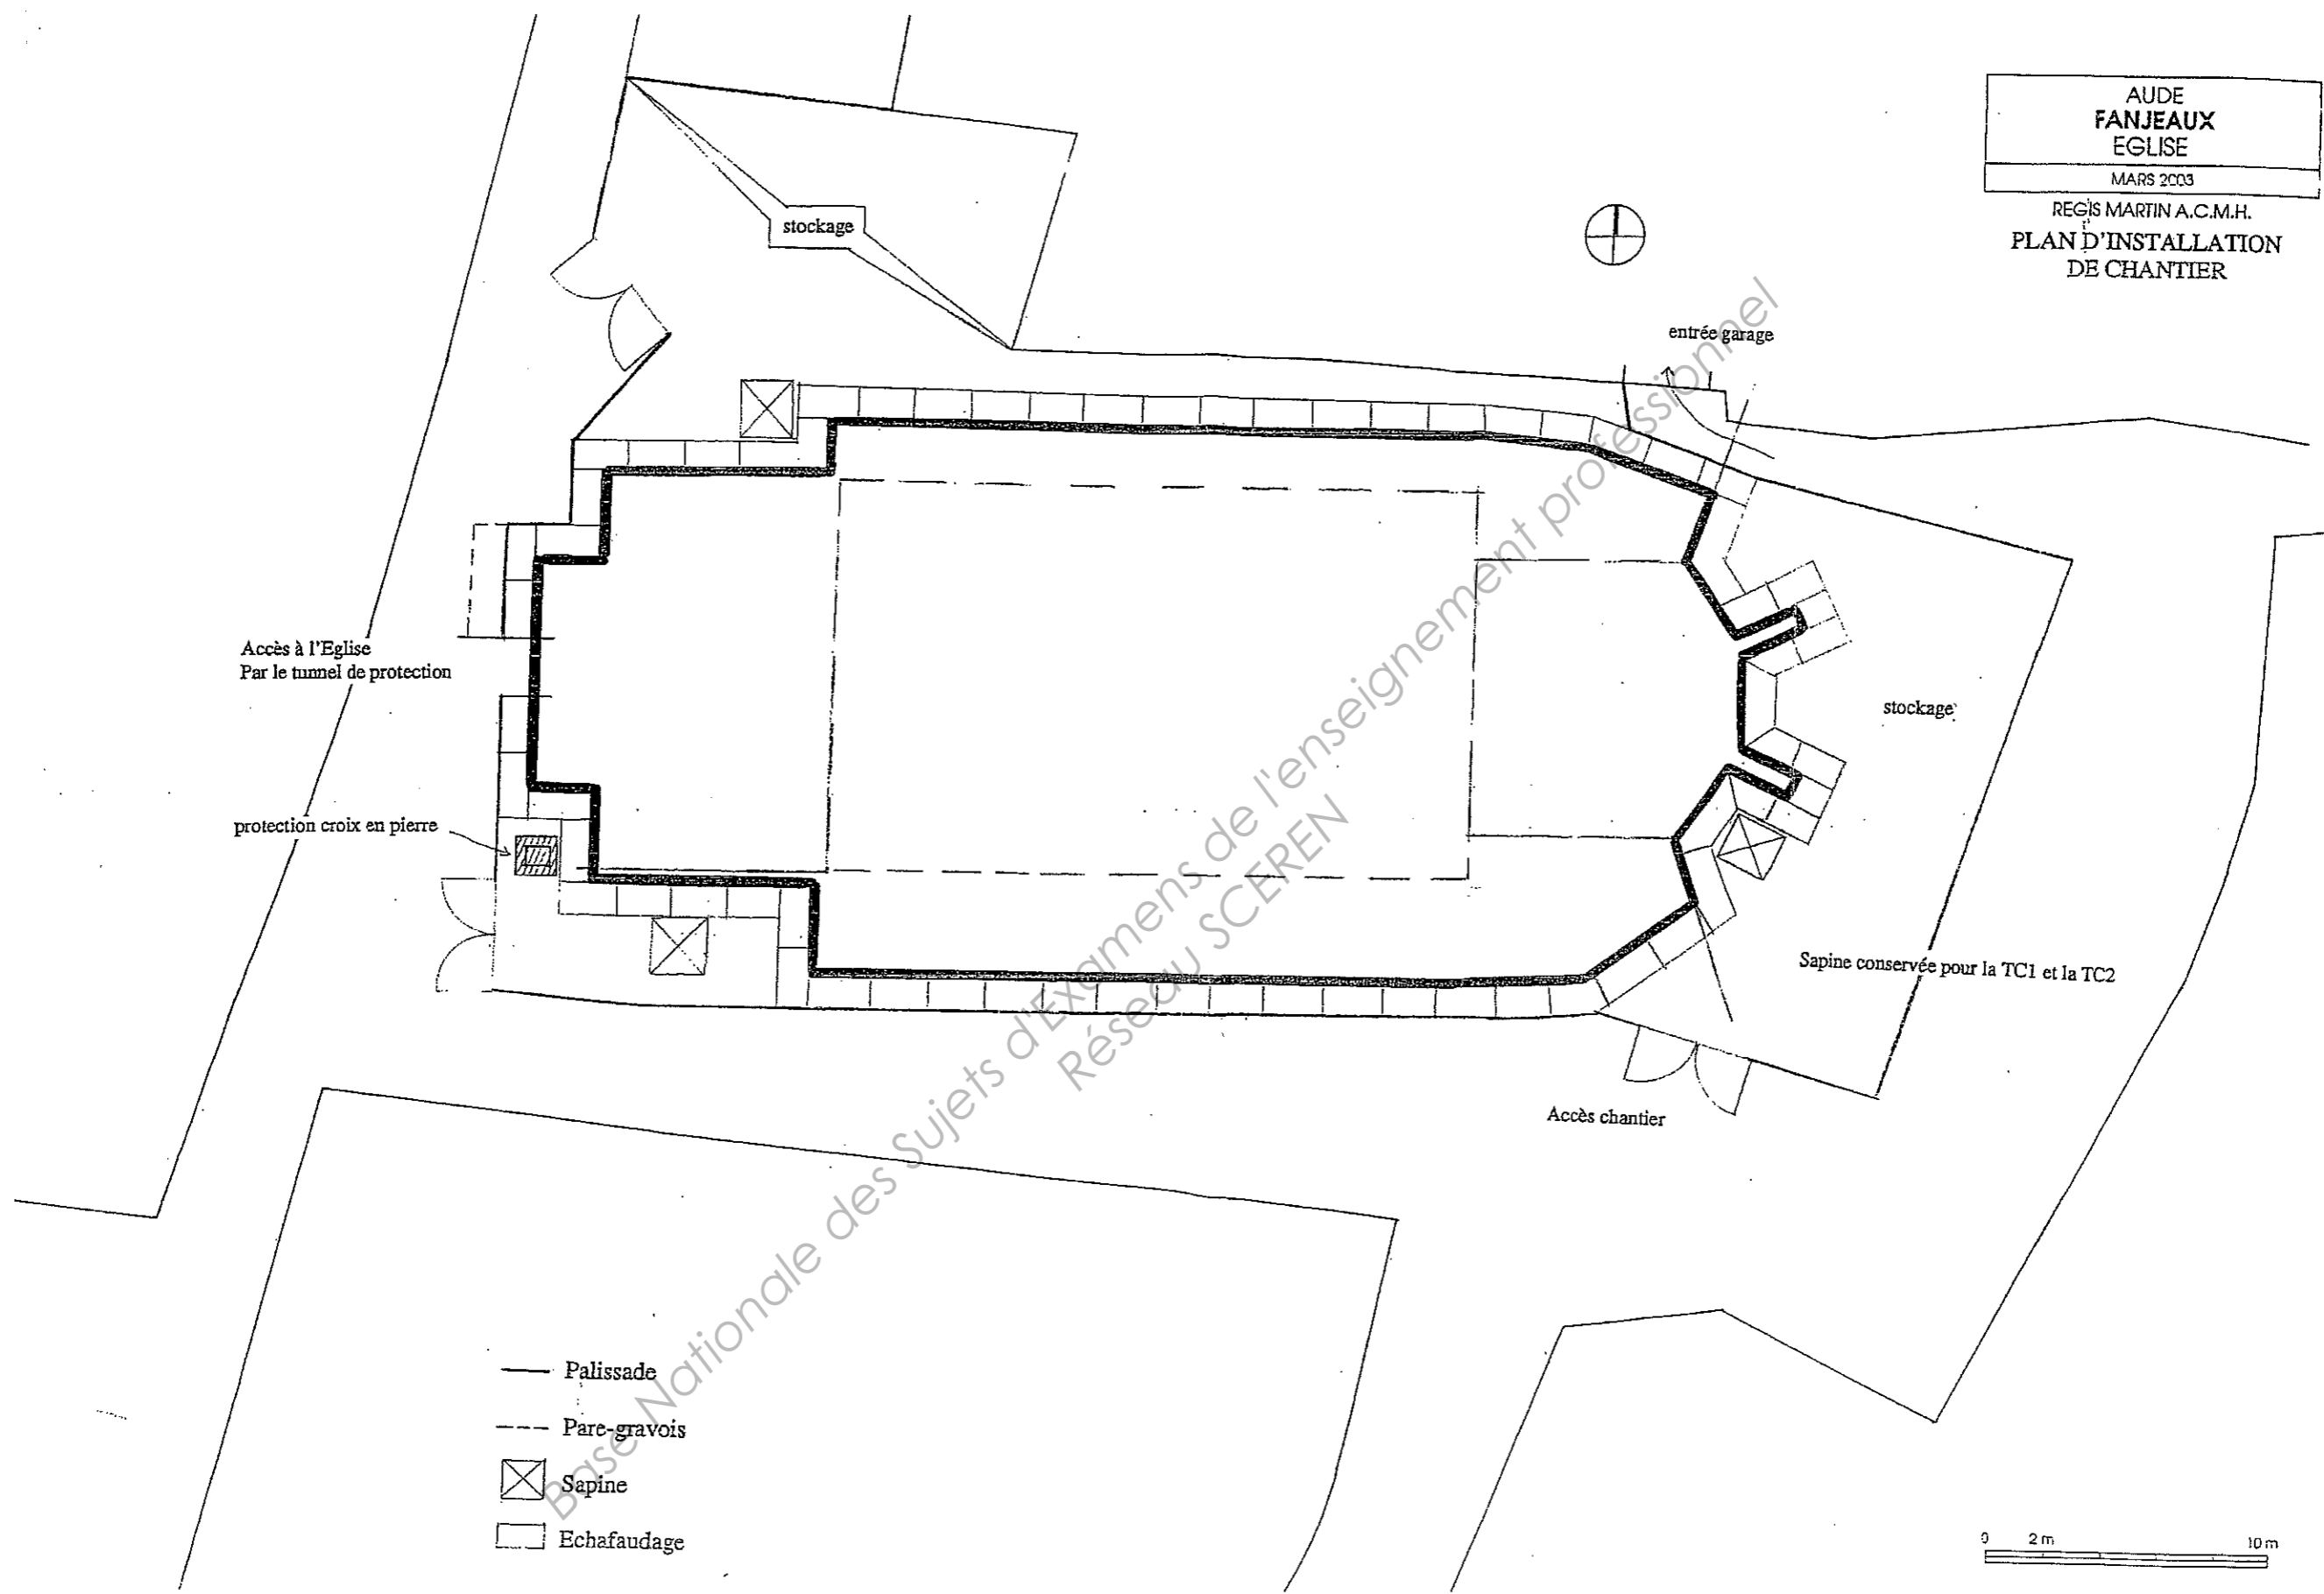 AUDE
FANJEAUX
EGLISE
MARS 2003
REGIS MARTIN A.C.M.H.
PLAN D'INSTALLATION
DE CHANTIER
stockage
entrée garage
Accès à l'Eglise
Par le tunnel de protection
stockage
protection croix en pierre
Sapine conservée pour la TC1 et la TC2
Accès chantier
Base Nationale des Sujets d'Examens de l'enseignement professionnel
Réseau SCEREN
Palissade
Pare-gravois
Sapine
Echafaudage
0 2 m 10 m